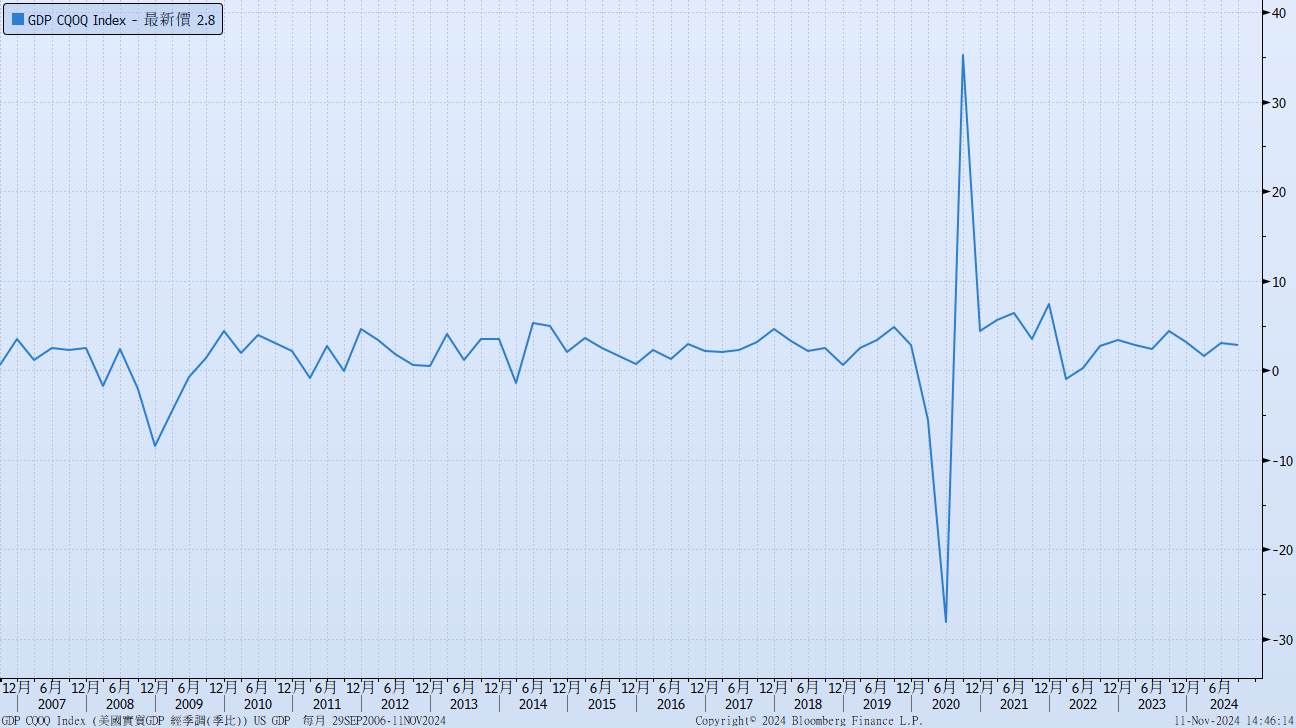 GDP CQOQ Index - 最新價 2.8
40
30
20
10
0
-10
-20
-30
12月 6月 12月 6月 12月 6月 12月 6月 12月 6月 12月 6月 12月 6月 12月 6月 12月 6月 12月 6月 12月 6月 12月 6月 12月 6月 12月 6月 12月 6月 12月 6月 12月 6月 12月 6月
2007 2008 2009 2010 2011 2012 2013 2014 2015 2016 2017 2018 2019 2020 2021 2022 2023 2024
GDP CQOQ Index (美國實質GDP 經季調(季比)) US GDP 每月 29SEP2006-11NOV2024 Copyright© 2024 Bloomberg Finance L.P. 11-Nov-2024 14:46:14